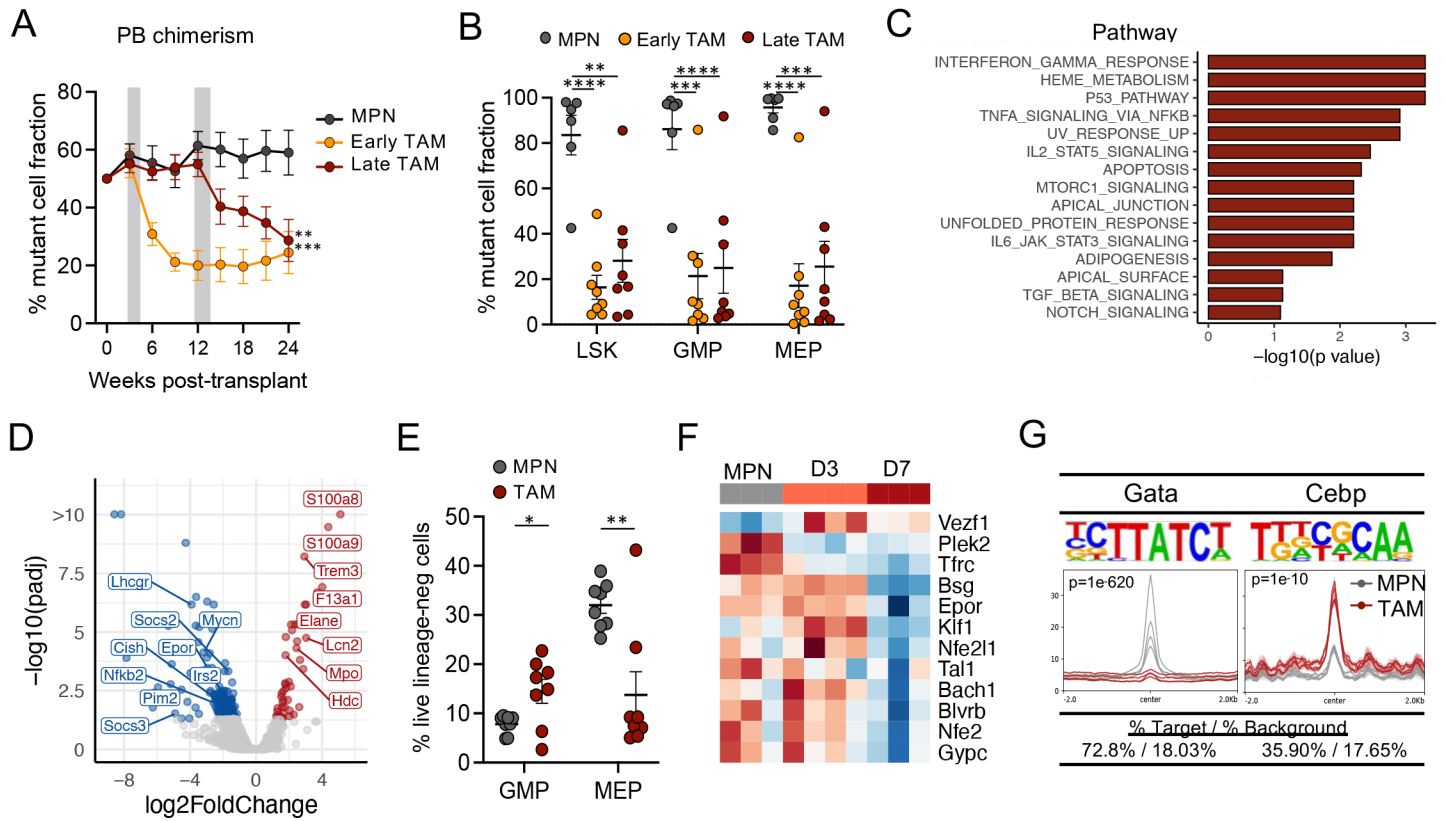 A
PB chimerism
% mutant cell fraction
80
60
40
20
0
0 6 12 18 24
Weeks post-transplant
MPN
Early TAM
Late TAM
**
***
B
MPN Early TAM Late TAM
% mutant cell fraction
100
80
60
40
20
0
** **** ***
**** *** ****
LSK GMP MEP
C
Pathway
INTERFERON_GAMMA_RESPONSE
HEME_METABOLISM
P53_PATHWAY
TNFA_SIGNALING_VIA_NFKB
UV_RESPONSE_UP
IL2_STAT5_SIGNALING
APOPTOSIS
MTORC1_SIGNALING
APICAL_JUNCTION
UNFOLDED_PROTEIN_RESPONSE
IL6_JAK_STAT3_SIGNALING
ADIPOGENESIS
APICAL_SURFACE
TGF_BETA_SIGNALING
NOTCH_SIGNALING
0 1 2 3
−log10(p value)
D
−log10(padj)
>10
7.5
5
2.5
0
−8 −4 0 4
log2FoldChange
S100a8
S100a9
Trem3
F13a1
Elane
Lcn2
Mpo
Hdc
Lhcgr
Socs2
Mycn
Cish
Epor
Nfkb2
Irs2
Pim2
Socs3
E
MPN
TAM
% live lineage-neg cells
50
40
30
20
10
0
* **
GMP MEP
F
MPN D3 D7
Vezf1
Plek2
Tfrc
Bsg
Epor
Klf1
Nfe2l1
Tal1
Bach1
Blvrb
Nfe2
Gypc
G
Gata Cebp
TCTTATCT TTTCGCAA
p=1e-620 p=1e-10
MPN
TAM
30
20
10
0
-2.0 center 2.0Kb
-2.0 center 2.0Kb
% Target / % Background
72.8% / 18.03% 35.90% / 17.65%